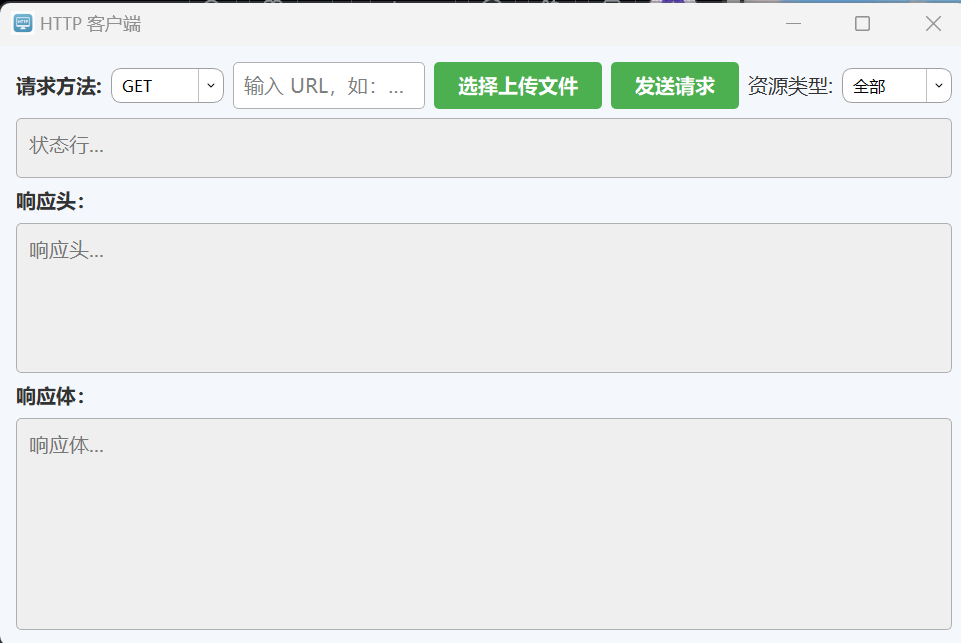 HTTP 客户端
请求方法: GET 输入 URL，如：... 选择上传文件 发送请求 资源类型: 全部
状态行...
响应头：
响应头...
响应体：
响应体...